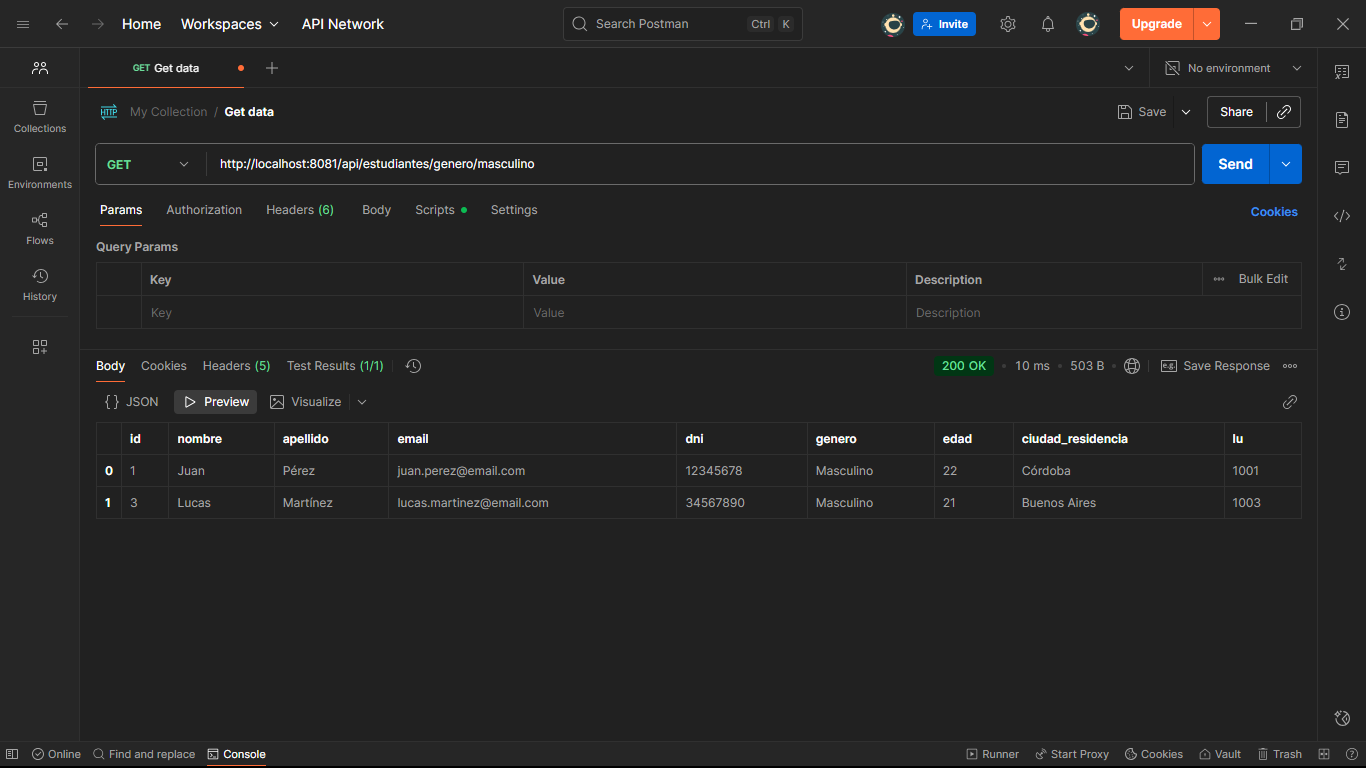 Home Workspaces API Network Search Postman Ctrl K Invite Upgrade
GET Get data No environment
HTTP My Collection / Get data Save Share
GET http://localhost:8081/api/estudiantes/genero/masculino Send
Params Authorization Headers (6) Body Scripts Settings Cookies
Query Params
Key Value Description Bulk Edit
Key Value Description
Collections
Environments
Flows
History
Body Cookies Headers (5) Test Results (1/1) 200 OK 10 ms 503 B e.g. Save Response
{} JSON Preview Visualize
id nombre apellido email dni genero edad ciudad_residencia lu
0 1 Juan Pérez juan.perez@email.com 12345678 Masculino 22 Córdoba 1001
1 3 Lucas Martínez lucas.martinez@email.com 34567890 Masculino 21 Buenos Aires 1003
Online Find and replace Console Runner Start Proxy Cookies Vault Trash